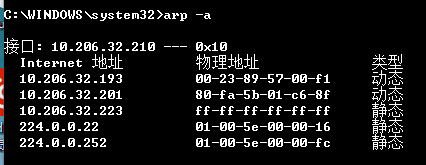 C:\WINDOWS\system32>arp -a
接口: 10.206.32.210 --- 0x10
Internet 地址 物理地址 类型
10.206.32.193 00-23-89-57-00-f1 动态
10.206.32.201 80-fa-5b-01-c6-8f 动态
10.206.32.223 ff-ff-ff-ff-ff-ff 静态
224.0.0.22 01-00-5e-00-00-16 静态
224.0.0.252 01-00-5e-00-00-fc 静态